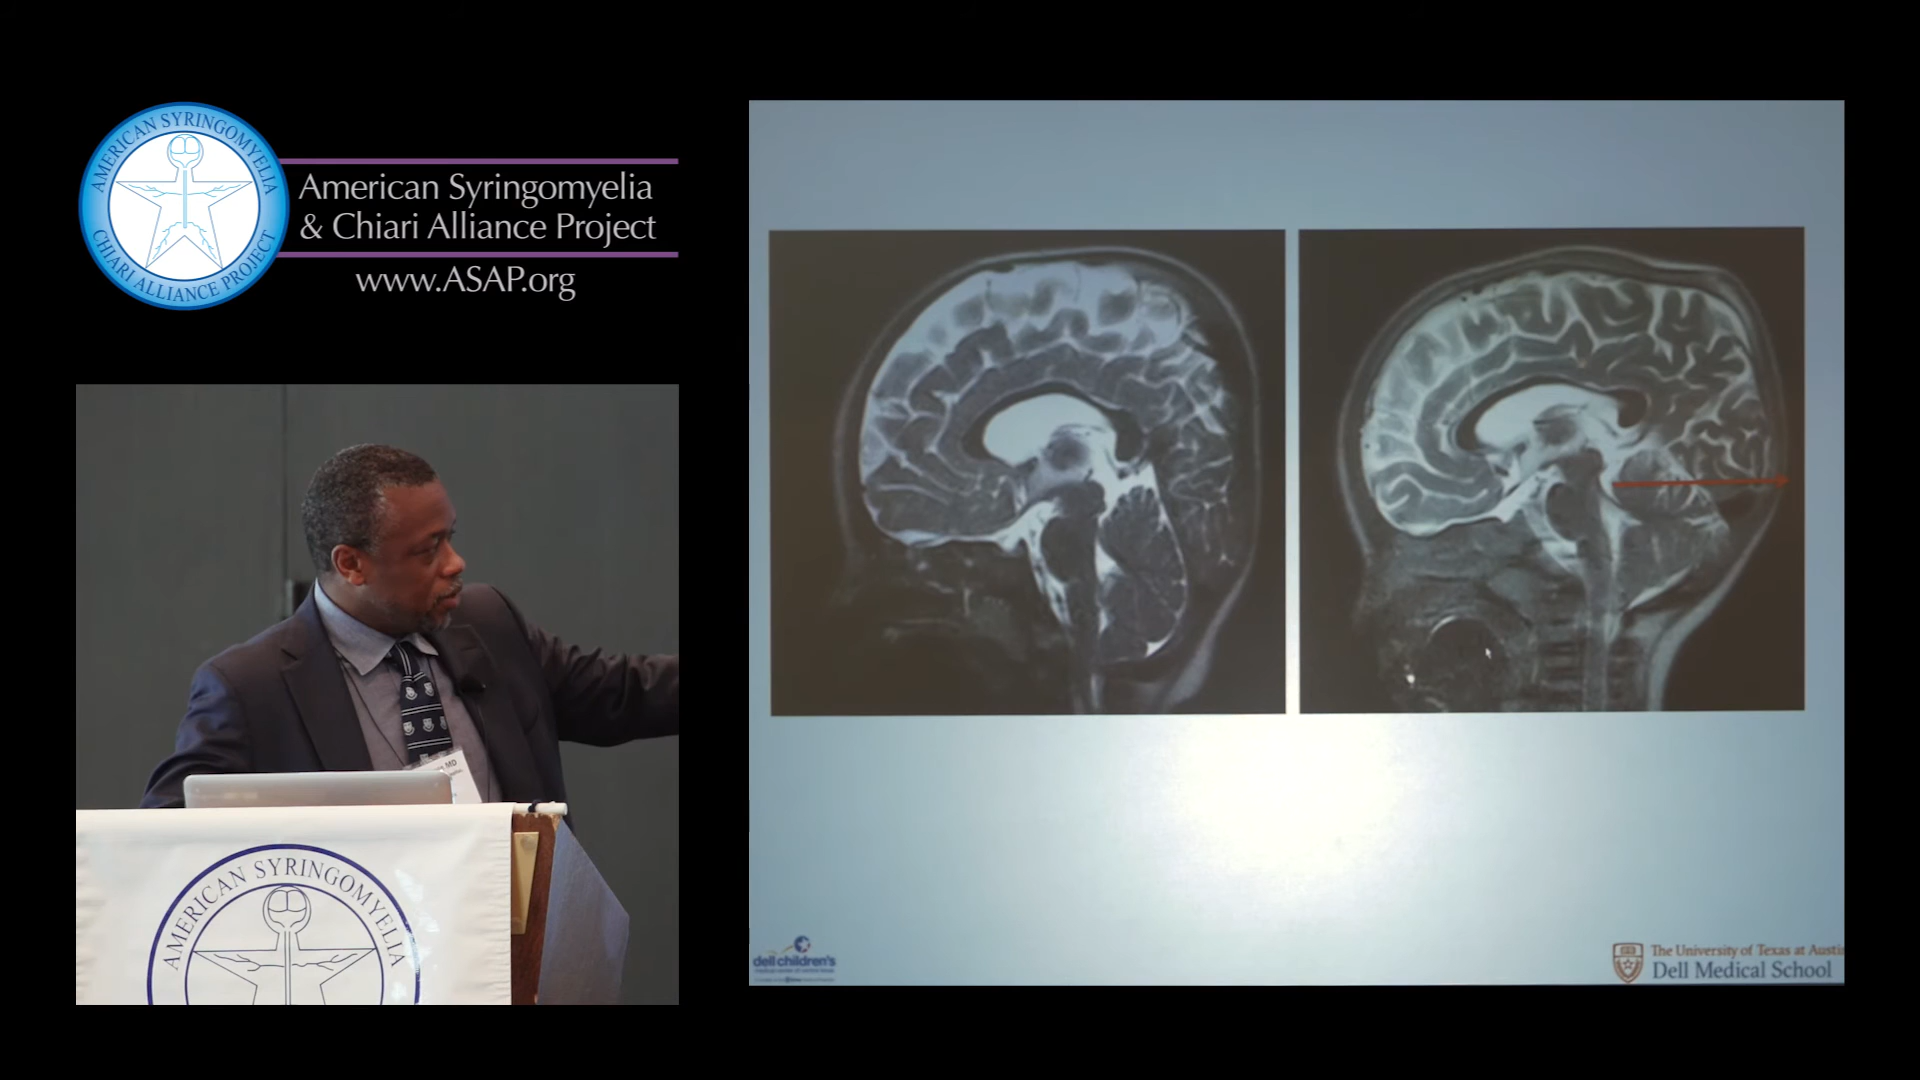 AMERICAN SYRINGOMYELIA
CHIARI ALLIANCE PROJECT
American Syringomyelia
& Chiari Alliance Project
www.ASAP.org
MD
AMERICAN SYRINGOMYELIA
dell children's
The University of Texas at Austi
Dell Medical School